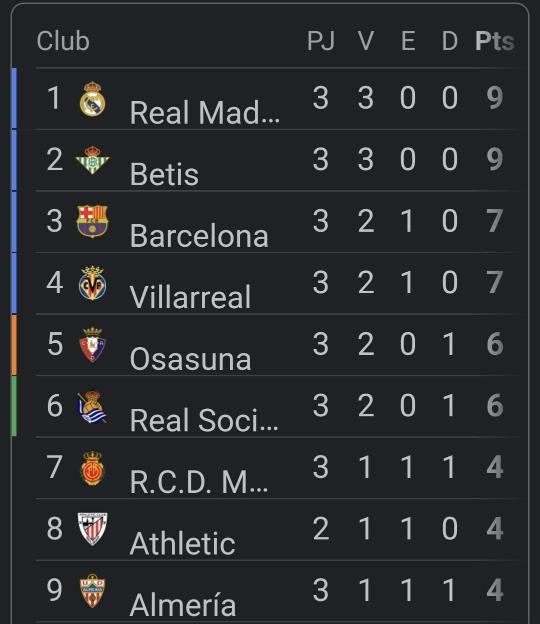 Club PJ V E D Pts
1 Real Mad... 3 3 0 0 9
2 Betis 3 3 0 0 9
3 Barcelona 3 2 1 0 7
4 Villarreal 3 2 1 0 7
5 Osasuna 3 2 0 1 6
6 Real Soci... 3 2 0 1 6
7 R.C.D. M... 3 1 1 1 4
8 Athletic 2 1 1 0 4
9 Almería 3 1 1 1 4